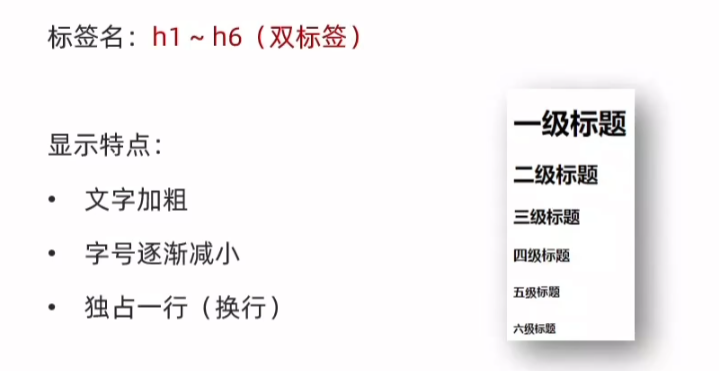 标签名：h1 ~ h6（双标签）
显示特点：
• 文字加粗
• 字号逐渐减小
• 独占一行（换行）
一级标题
二级标题
三级标题
四级标题
五级标题
六级标题